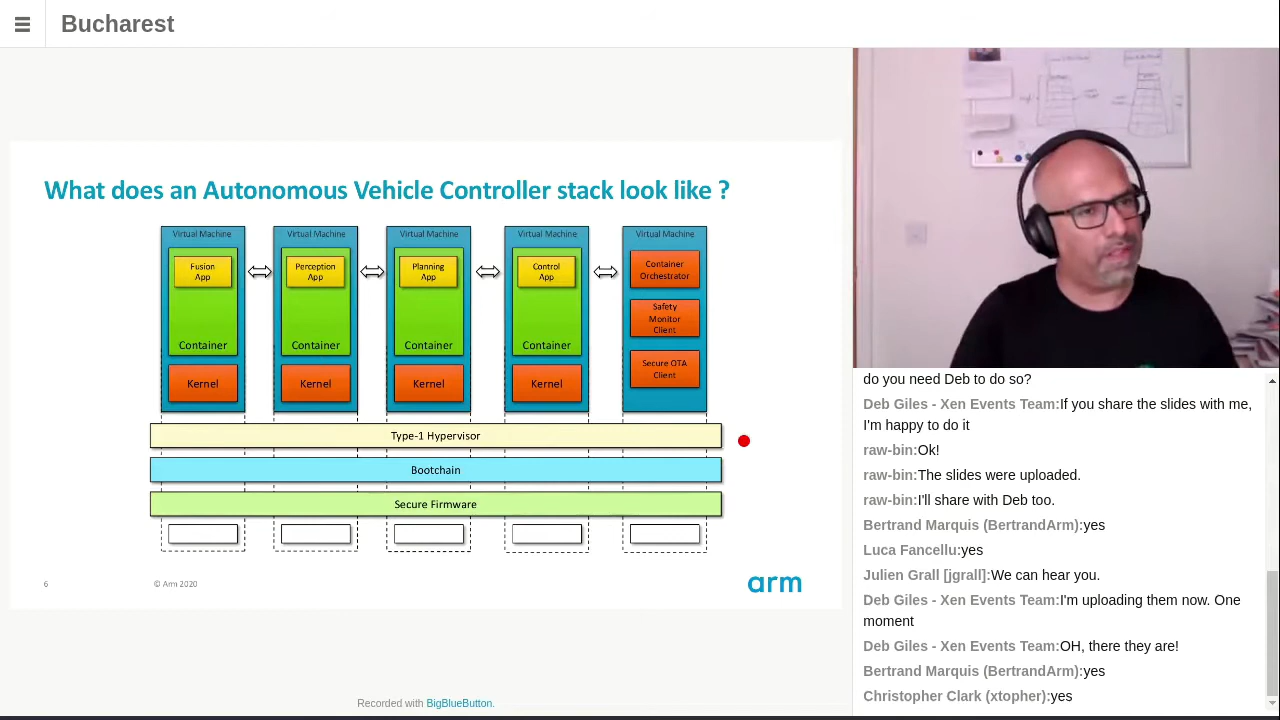 Bucharest
What does an Autonomous Vehicle Controller stack look like ?
Virtual Machine
Virtual Machine
Virtual Machine
Virtual Machine
Virtual Machine
Fusion
App
Perception
App
Planning
App
Control
App
Container
Orchestrator
Safety
Monitor
Client
Container
Container
Container
Container
Secure OTA
Client
Kernel
Kernel
Kernel
Kernel
Type-1 Hypervisor
Bootchain
Secure Firmware
6
© Arm 2020
arm
Recorded with BigBlueButton.
do you need Deb to do so?
Deb Giles - Xen Events Team:If you share the slides with me,
I'm happy to do it
raw-bin:Ok!
raw-bin:The slides were uploaded.
raw-bin:I'll share with Deb too.
Bertrand Marquis (BertrandArm):yes
Luca Fancellu:yes
Julien Grall [jgrall]:We can hear you.
Deb Giles - Xen Events Team:I'm uploading them now. One
moment
Deb Giles - Xen Events Team:OH, there they are!
Bertrand Marquis (BertrandArm):yes
Christopher Clark (xtopher):yes